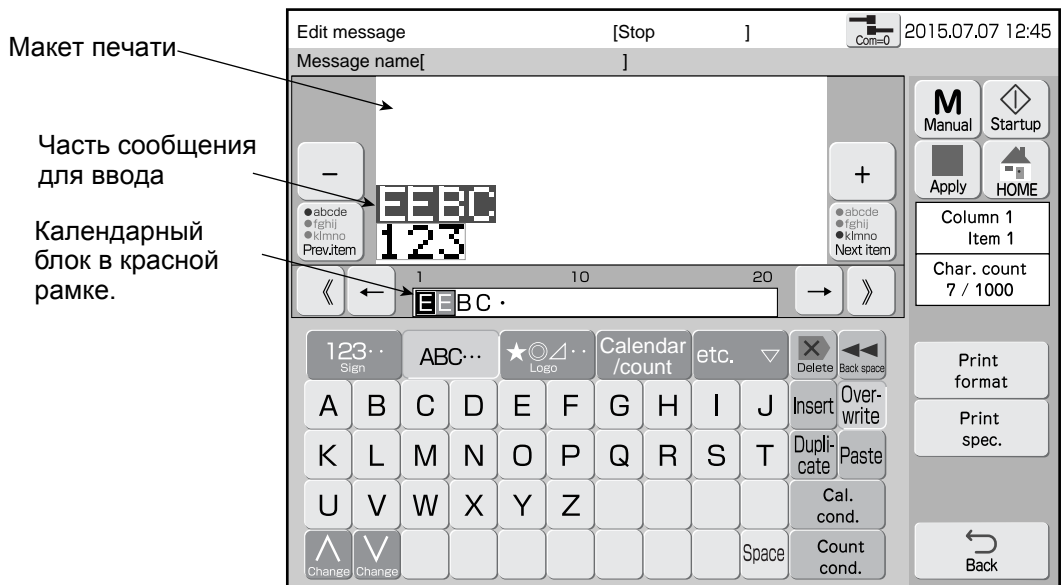 Макет печати
Часть сообщения
для ввода
Календарный
блок в красной
рамке.
Edit message [Stop ] Com=0 2015.07.07 12:45
Message name[ ]
M
Manual
Startup
−
+
Apply
HOME
●abcde
●fghij
●klmno
Prev.item
●abcde
●fghij
●klmno
Next item
EEBC
123
Column 1
Item 1
Char. count
7 / 1000
1 10 20
《 ← EEBC・ → 》
123··
Sign
ABC···
★◎⊿··
Logo
Calendar
/count
etc. ▽
Delete
Back space
A B C D E F G H I J Insert Over-
write
K L M N O P Q R S T Dupli-
cate Paste
U V W X Y Z Cal.
cond.
Change Change Space Count
cond.
Print
format
Print
spec.
Back